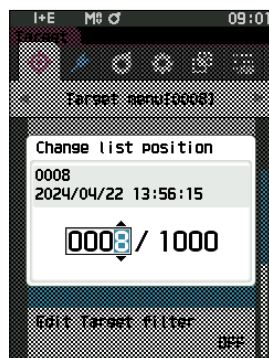 I+E M⇧ ♂ 09:01
Target
Target menu[0008]
Change list position
0008
2024/04/22 13:56:15
0008 / 1000
Edit Target filter
OFF